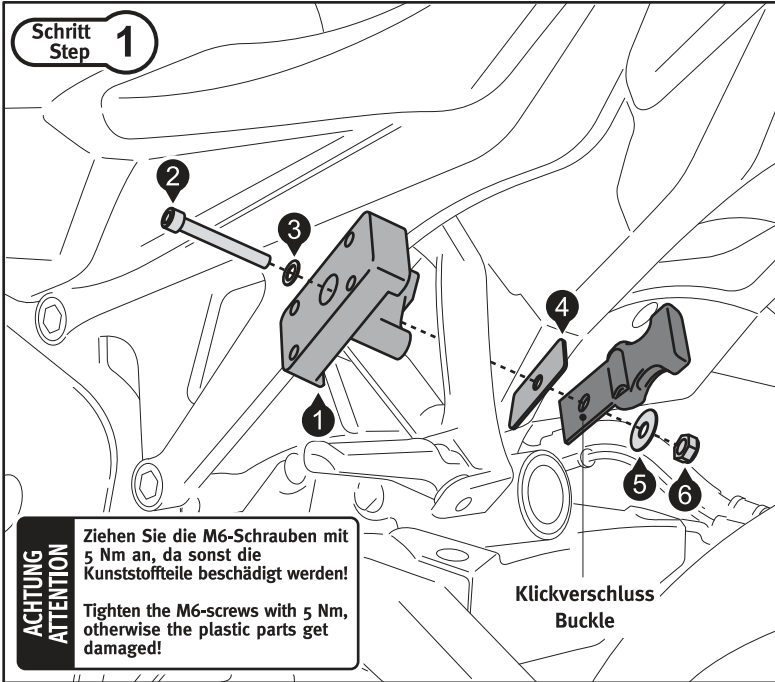 Schritt
Step 1
2
3
4
1
5
6
Klickverschluss
Buckle
ACHTUNG
ATTENTION
Ziehen Sie die M6-Schrauben mit
5 Nm an, da sonst die
Kunststoffteile beschädigt werden!
Tighten the M6-screws with 5 Nm,
otherwise the plastic parts get
damaged!